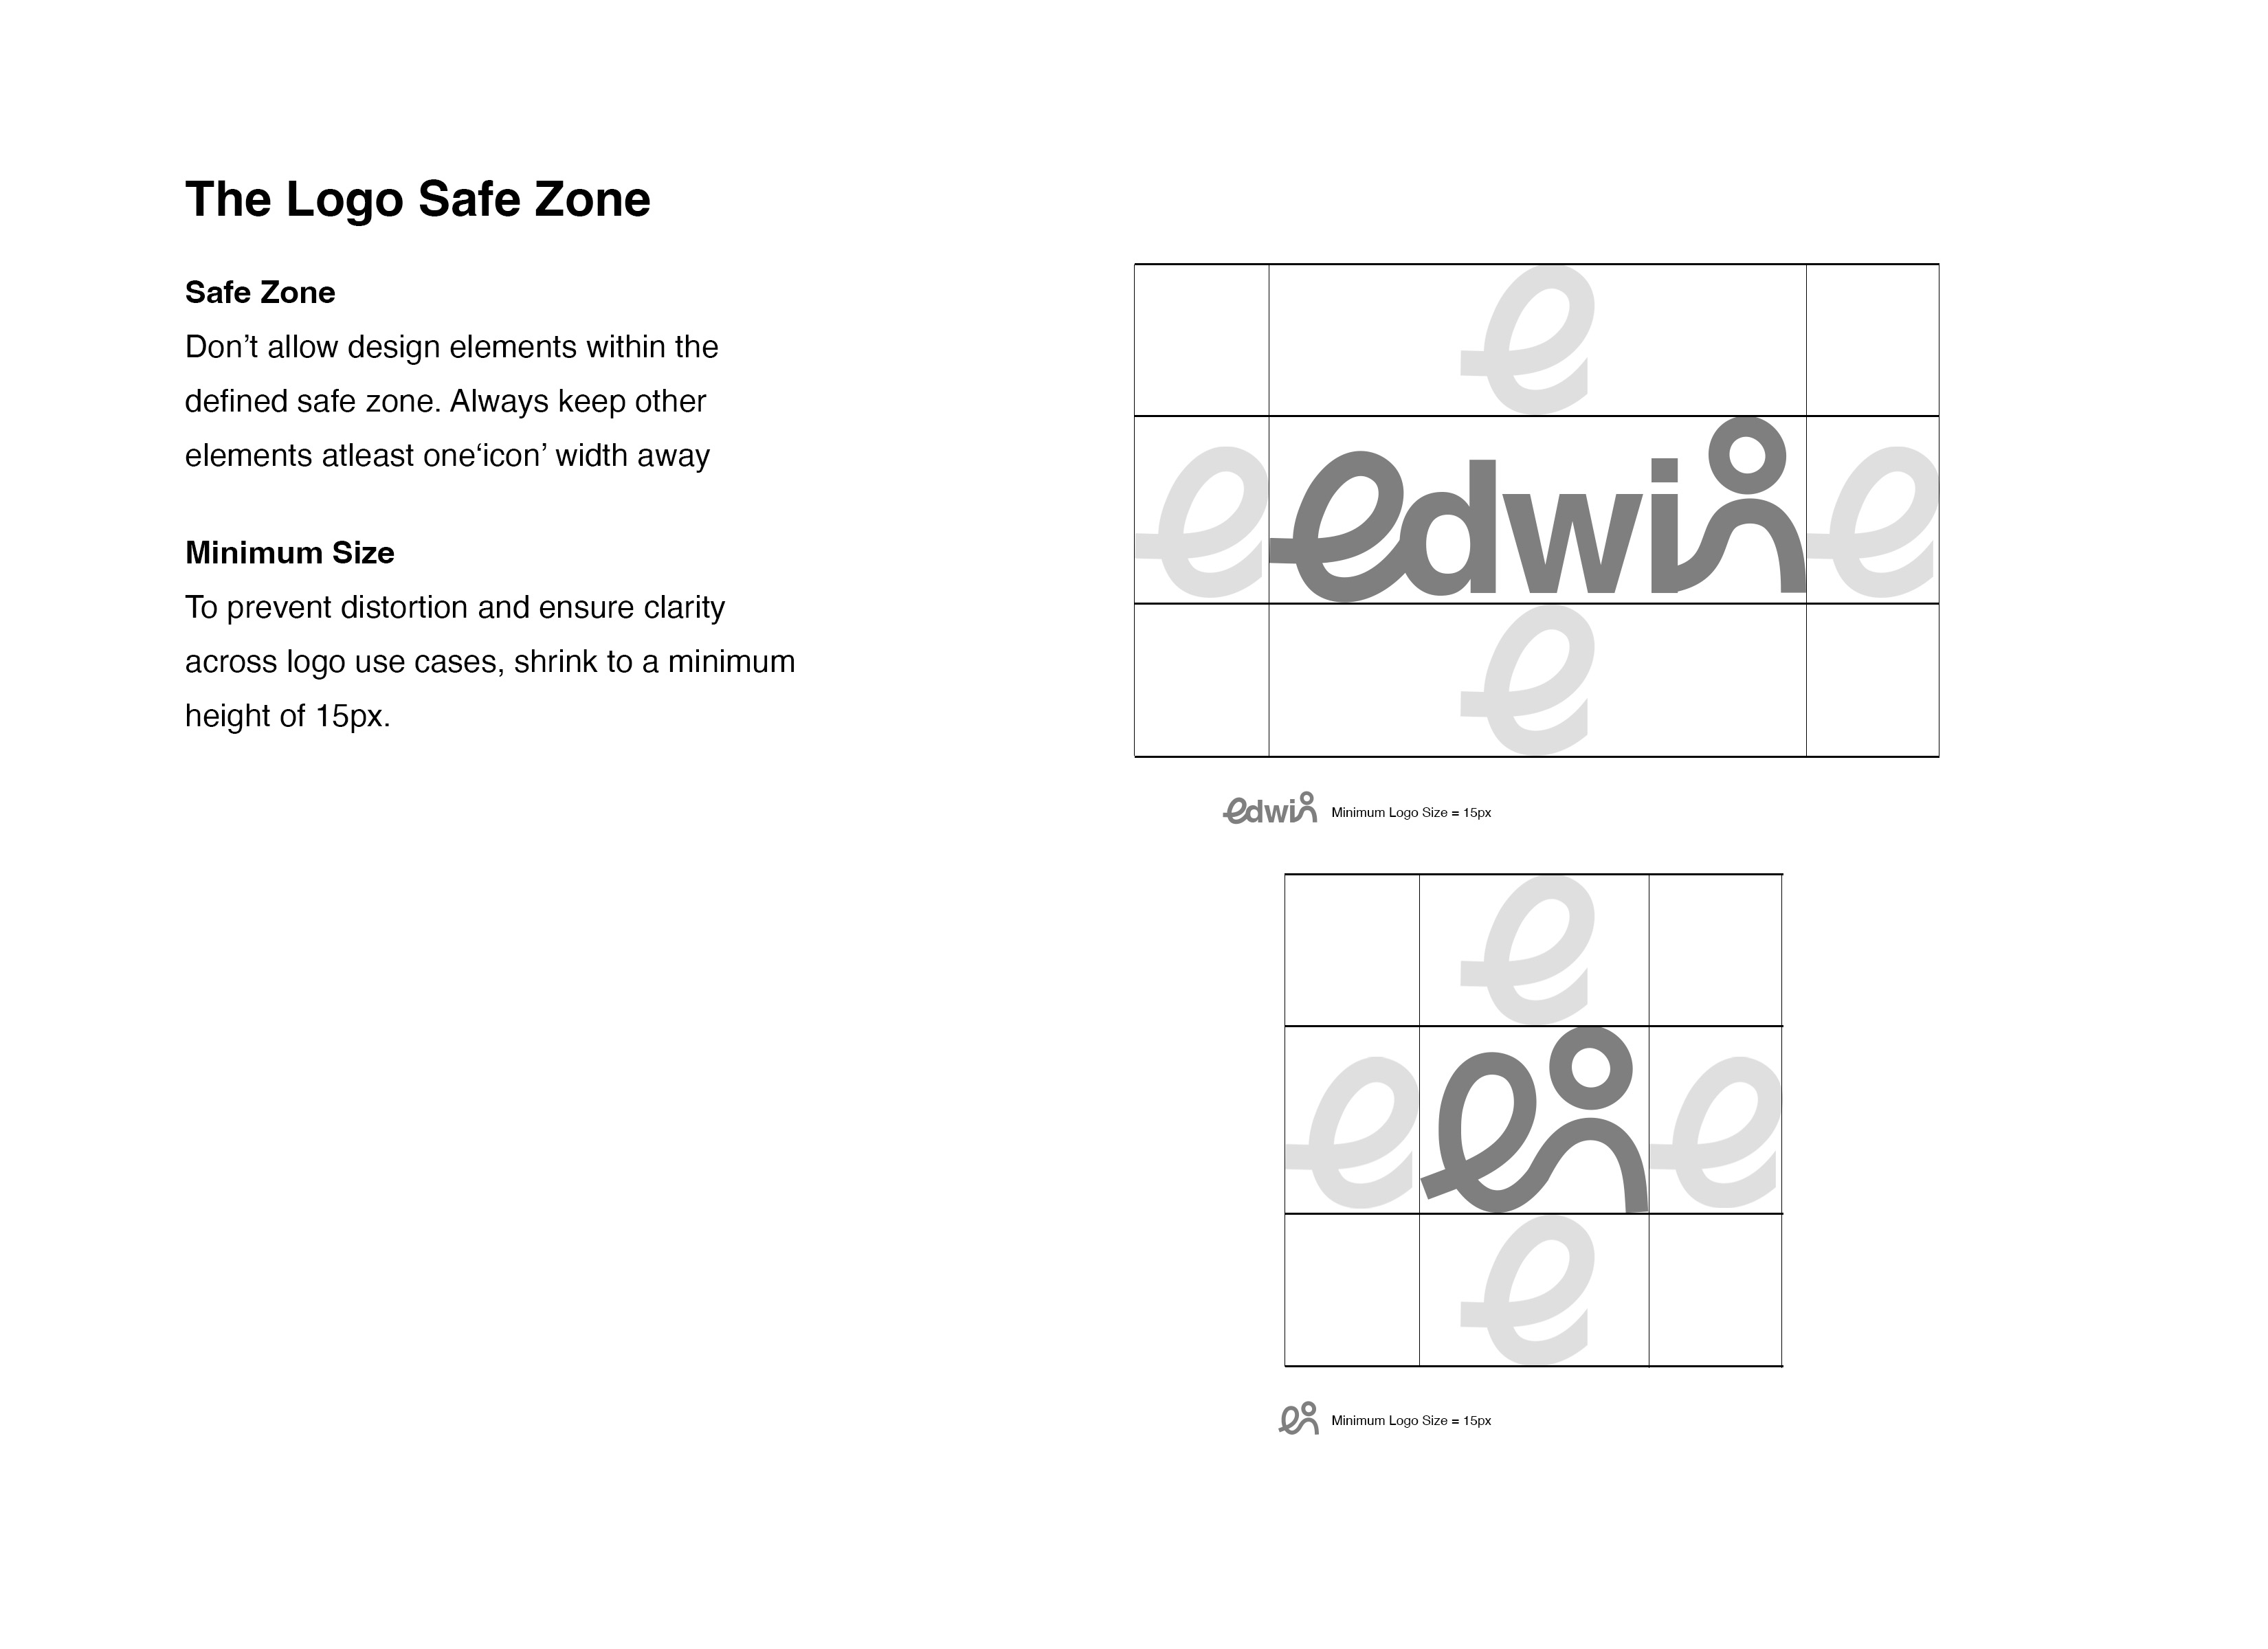 The Logo Safe Zone
Safe Zone
Don’t allow design elements within the
defined safe zone. Always keep other
elements atleast one‘icon’ width away
Minimum Size
To prevent distortion and ensure clarity
across logo use cases, shrink to a minimum
height of 15px.
e
e edwin e
e
edwin Minimum Logo Size = 15px
e
e en e
e
en Minimum Logo Size = 15px